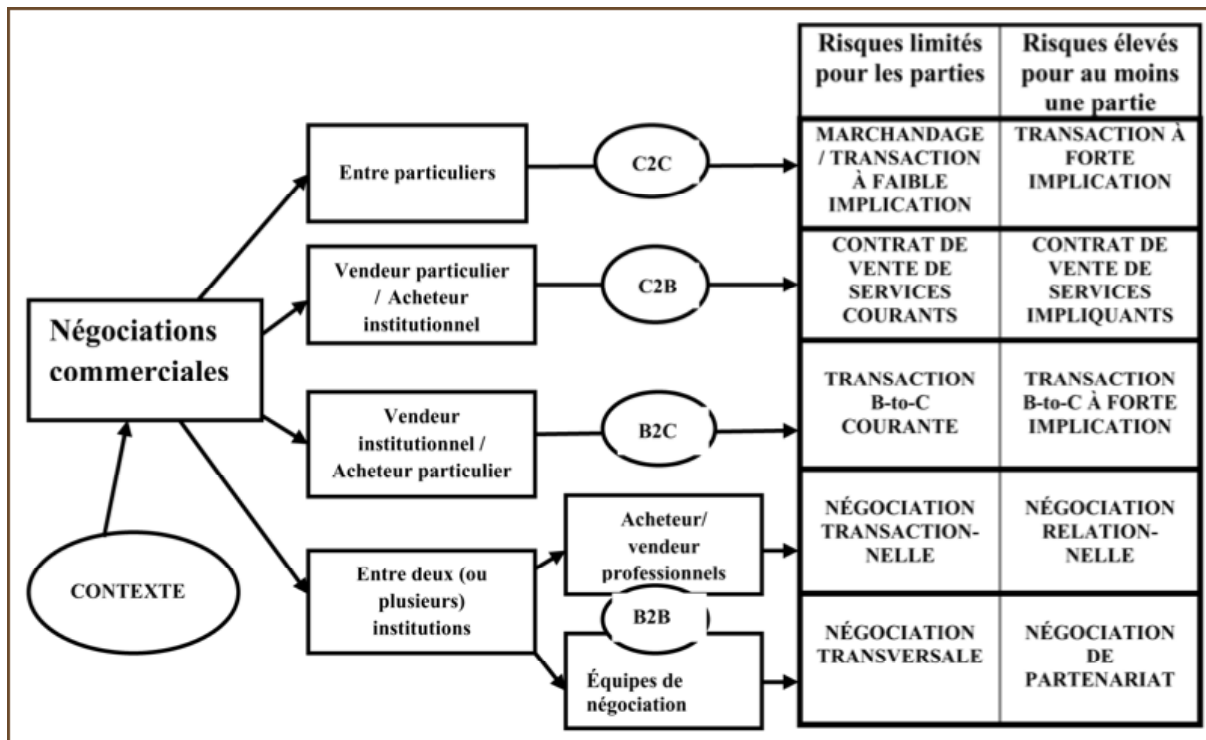 Risques limités
pour les parties
Risques élevés
pour au moins
une partie
Entre particuliers
C2C
MARCHANDAGE
/ TRANSACTION
À FAIBLE
IMPLICATION
TRANSACTION À
FORTE
IMPLICATION
Vendeur particulier
/ Acheteur
institutionnel
C2B
CONTRAT DE
VENTE DE
SERVICES
COURANTS
CONTRAT DE
VENTE DE
SERVICES
IMPLIQUANTS
Négociations
commerciales
Vendeur
institutionnel /
Acheteur particulier
B2C
TRANSACTION
B-to-C
COURANTE
TRANSACTION
B-to-C À FORTE
IMPLICATION
CONTEXTE
Entre deux (ou
plusieurs)
institutions
Acheteur/
vendeur
professionnels
NÉGOCIATION
TRANSACTION-
NELLE
NÉGOCIATION
RELATION-
NELLE
B2B
Équipes de
négociation
NÉGOCIATION
TRANSVERSALE
NÉGOCIATION
DE
PARTENARIAT